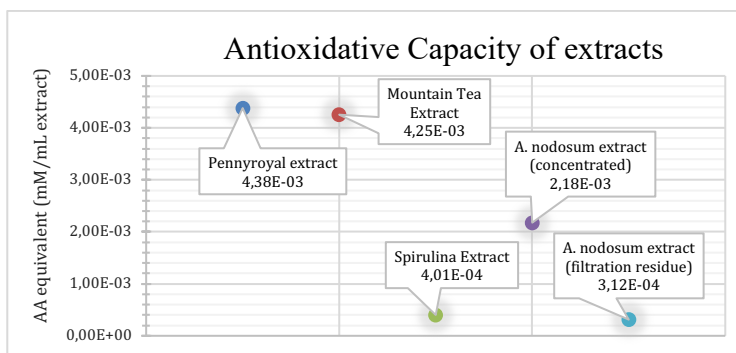 Antioxidative Capacity of extracts
AA equivalent (mM/mL extract)
5,00E-03
4,00E-03
3,00E-03
2,00E-03
1,00E-03
0,00E+00
Pennyroyal extract
4,38E-03
Mountain Tea
Extract
4,25E-03
A. nodosum extract
(concentrated)
2,18E-03
Spirulina Extract
4,01E-04
A. nodosum extract
(filtration residue)
3,12E-04